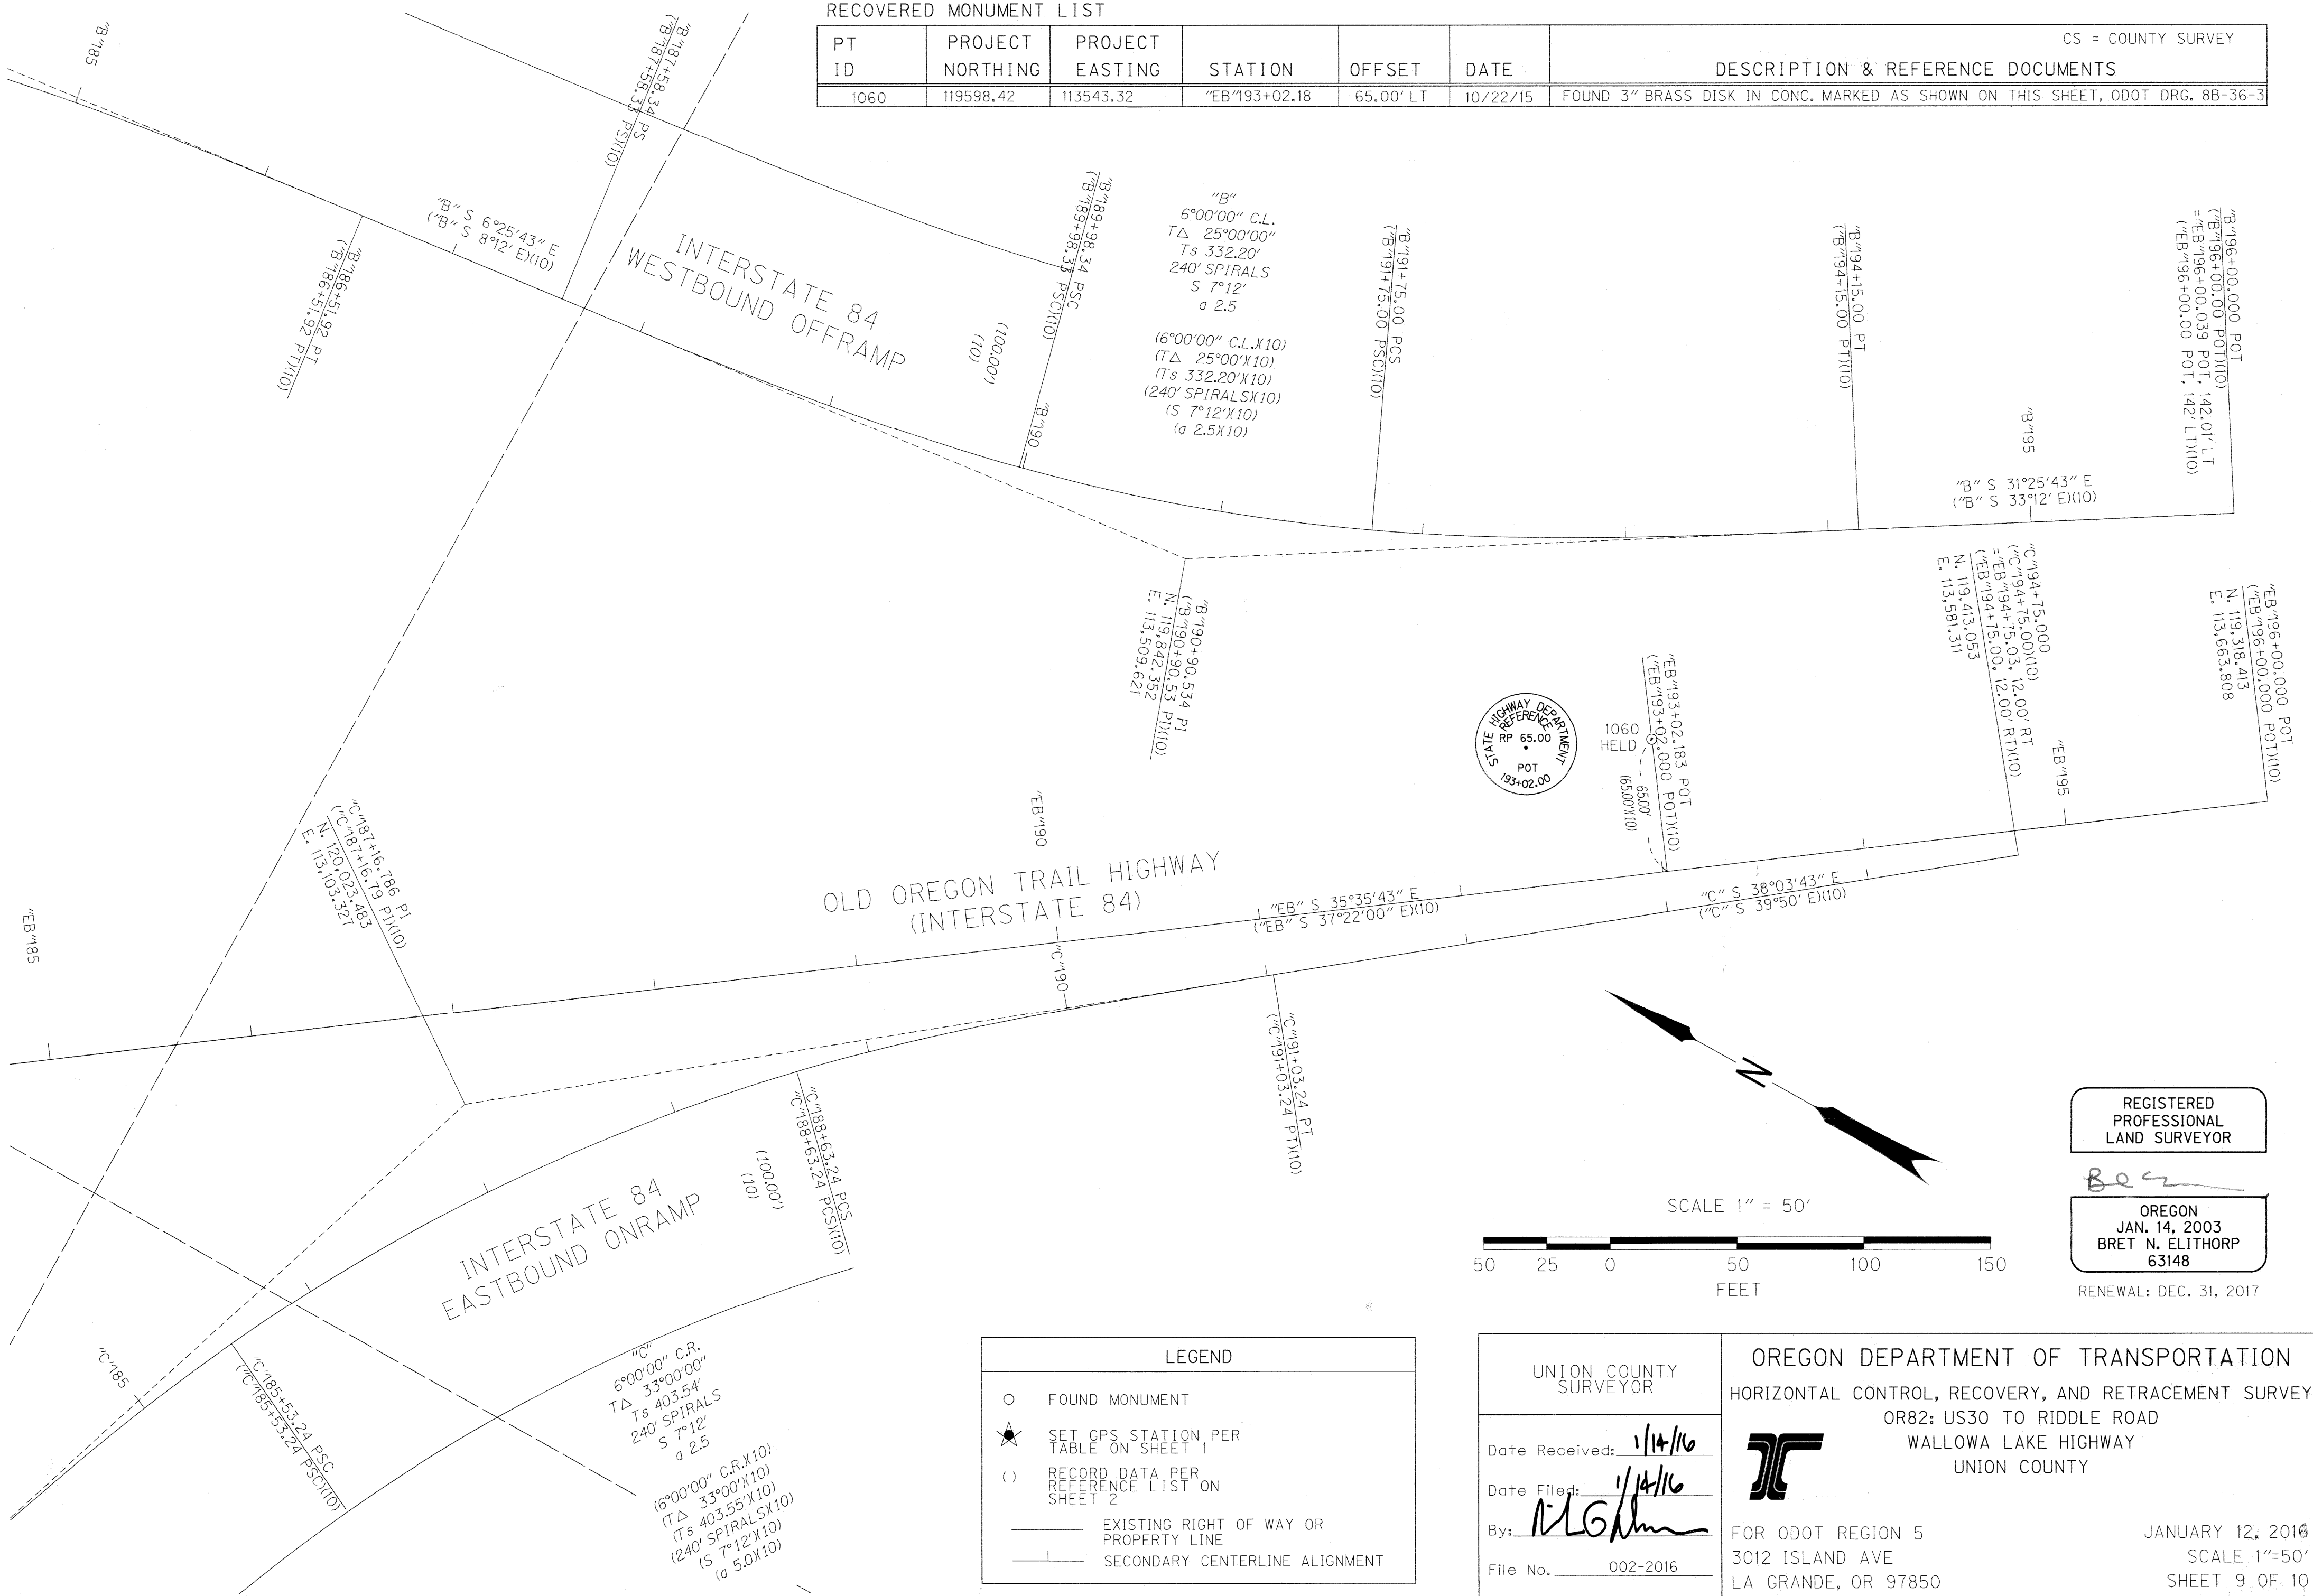 RECOVERED MONUMENT LIST
CS = COUNTY SURVEY
PT ID PROJECT NORTHING PROJECT EASTING STATION OFFSET DATE DESCRIPTION & REFERENCE DOCUMENTS
1060 119598.42 113543.32 "EB"193+02.18 65.00' LT 10/22/15 FOUND 3" BRASS DISK IN CONC. MARKED AS SHOWN ON THIS SHEET, ODOT DRG. 8B-36-3
"B"185
"B"187+58.34 PS
("B"187+58.33 PS)(10)
"B" S 6°25'43" E
("B" S 8°12' E)(10)
"B"186+51.92 PT
("B"186+51.92 PT)(10)
INTERSTATE 84
WESTBOUND OFFRAMP
(100.00')
(10)
"B"189+98.34 PSC
("B"189+98.33 PSC)(10)
"B"190
"B"
6°00'00" C.L.
T∆ 25°00'00"
Ts 332.20'
240' SPIRALS
S 7°12'
a 2.5
(6°00'00" C.L.)(10)
(T∆ 25°00')(10)
(Ts 332.20')(10)
(240' SPIRALS)(10)
(S 7°12')(10)
(a 2.5)(10)
"B"191+75.00 PCS
("B"191+75.00 PSC)(10)
"B"194+15.00 PT
("B"194+15.00 PT)(10)
"B"195
"B" S 31°25'43" E
("B" S 33°12' E)(10)
"B"196+00.000 POT
("B"196+00.00 POT)(10)
="EB"196+00.039 POT, 142.01' LT
("EB"196+00.00 POT, 142' LT)(10)
"B"190+90.534 PI
("B"190+90.53 PI)(10)
N. 119,842.352
E. 113,509.621
"C"194+75.000
("C"194+75.00)(10)
="EB"194+75.03, 12.00' RT
("EB"194+75.00, 12.00' RT)(10)
N. 119,413.053
E. 113,581.311
"EB"196+00.000 POT
("EB"196+00.000 POT)(10)
N. 119,318.413
E. 113,663.808
STATE HIGHWAY DEPARTMENT
REFERENCE
RP 65.00
POT
193+02.00
1060
HELD
65.00'
(65.00')(10)
"EB"193+02.183 POT
("EB"193+02.000 POT)(10)
"EB"195
"C"187+16.786 PI
("C"187+16.79 PI)(10)
N. 120,023.483
E. 113,103.327
"EB"185
"EB"190
OLD OREGON TRAIL HIGHWAY
(INTERSTATE 84)
"EB" S 35°35'43" E
("EB" S 37°22'00" E)(10)
"C" S 38°03'43" E
("C" S 39°50' E)(10)
"C"190
"C"191+03.24 PT
("C"191+03.24 PT)(10)
"C"188+63.24 PCS
"C"188+63.24 PCS)(10)
(100.00')
(10)
INTERSTATE 84
EASTBOUND ONRAMP
"C"185
"C"185+53.24 PSC
("C"185+53.24 PSC)(10)
"C"
6°00'00" C.R.
T∆ 33°00'00"
Ts 403.54'
240' SPIRALS
S 7°12'
a 2.5
(6°00'00" C.R.)(10)
(T∆ 33°00')(10)
(Ts 403.55')(10)
(240' SPIRALS)(10)
(S 7°12')(10)
(a 5.0)(10)
N
SCALE 1" = 50'
50 25 0 50 100 150
FEET
REGISTERED
PROFESSIONAL
LAND SURVEYOR
OREGON
JAN. 14, 2003
BRET N. ELITHORP
63148
RENEWAL: DEC. 31, 2017
LEGEND
FOUND MONUMENT
SET GPS STATION PER
TABLE ON SHEET 1
( ) RECORD DATA PER
REFERENCE LIST ON
SHEET 2
EXISTING RIGHT OF WAY OR
PROPERTY LINE
SECONDARY CENTERLINE ALIGNMENT
UNION COUNTY
SURVEYOR
Date Received: 1/14/16
Date Filed: 1/14/16
By:
File No. 002-2016
OREGON DEPARTMENT OF TRANSPORTATION
HORIZONTAL CONTROL, RECOVERY, AND RETRACEMENT SURVEY
OR82: US30 TO RIDDLE ROAD
WALLOWA LAKE HIGHWAY
UNION COUNTY
FOR ODOT REGION 5
3012 ISLAND AVE
LA GRANDE, OR 97850
JANUARY 12, 2016
SCALE 1"=50'
SHEET 9 OF 10